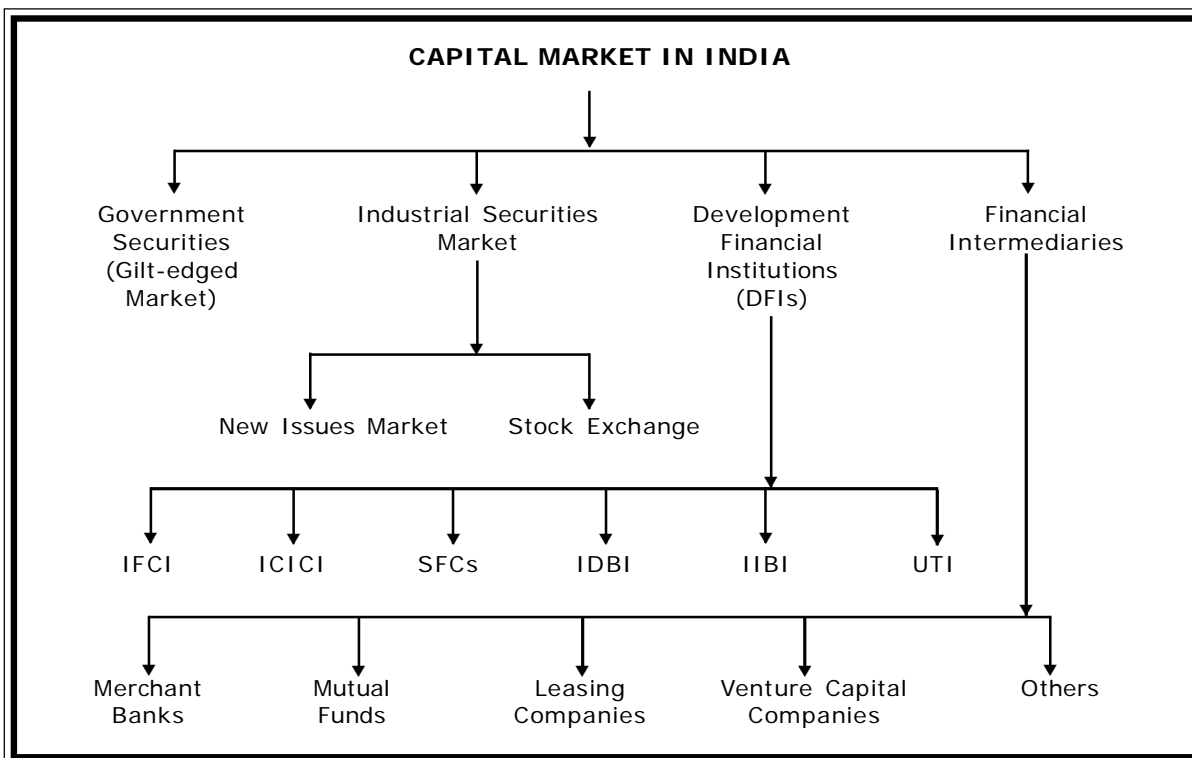 CAPITAL MARKET IN INDIA
Government
Securities
(Gilt-edged
Market)
Industrial Securities
Market
Development
Financial
Institutions
(DFIs)
Financial
Intermediaries
New Issues Market
Stock Exchange
IFCI
ICICI
SFCs
IDBI
IIBI
UTI
Merchant
Banks
Mutual
Funds
Leasing
Companies
Venture Capital
Companies
Others